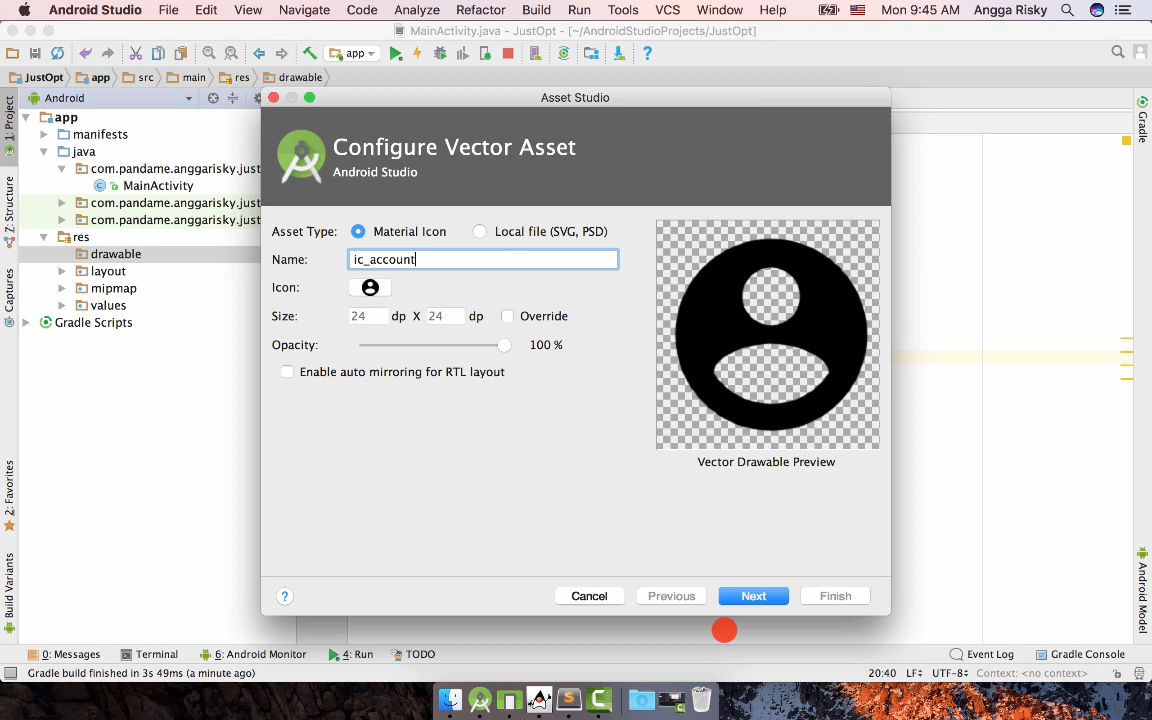 Android Studio File Edit View Navigate Code Analyze Refactor Build Run Tools VCS Window Help Mon 9:45 AM Angga Risky
MainActivity.java - JustOpt - [~/AndroidStudioProjects/JustOpt]
app
JustOpt app src main res drawable
Android
1: Project
Z: Structure
Captures
2: Favorites
Build Variants
app
manifests
java
com.pandame.anggarisky.just
MainActivity
com.pandame.anggarisky.just
com.pandame.anggarisky.just
res
drawable
layout
mipmap
values
Gradle Scripts
Asset Studio
Configure Vector Asset
Android Studio
Asset Type: Material Icon Local file (SVG, PSD)
Name: ic_account
Icon:
Size: 24 dp X 24 dp Override
Opacity: 100 %
Enable auto mirroring for RTL layout
Vector Drawable Preview
? Cancel Previous Next Finish
Gradle
Android Model
0: Messages Terminal 6: Android Monitor 4: Run TODO Event Log Gradle Console
Gradle build finished in 3s 49ms (a minute ago) 20:40 LF UTF-8 Context: <no context>